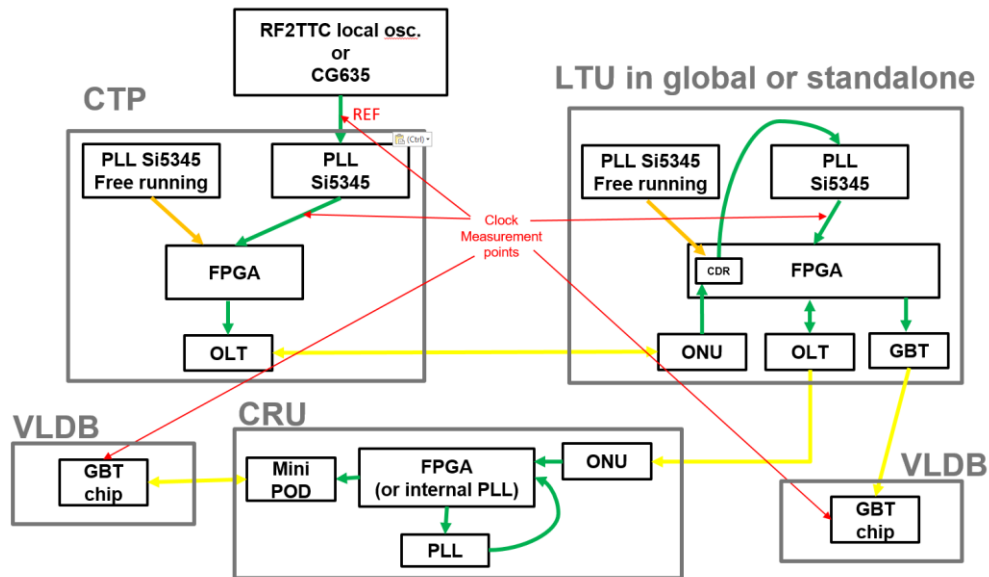 RF2TTC local osc.
or
CG635
CTP
REF
(Ctrl)
PLL Si5345
Free running
PLL
Si5345
FPGA
OLT
Clock
Measurement
points
LTU in global or standalone
PLL Si5345
Free running
PLL
Si5345
CDR
FPGA
ONU
OLT
GBT
VLDB
GBT
chip
CRU
Mini
POD
FPGA
(or internal PLL)
ONU
PLL
VLDB
GBT
chip